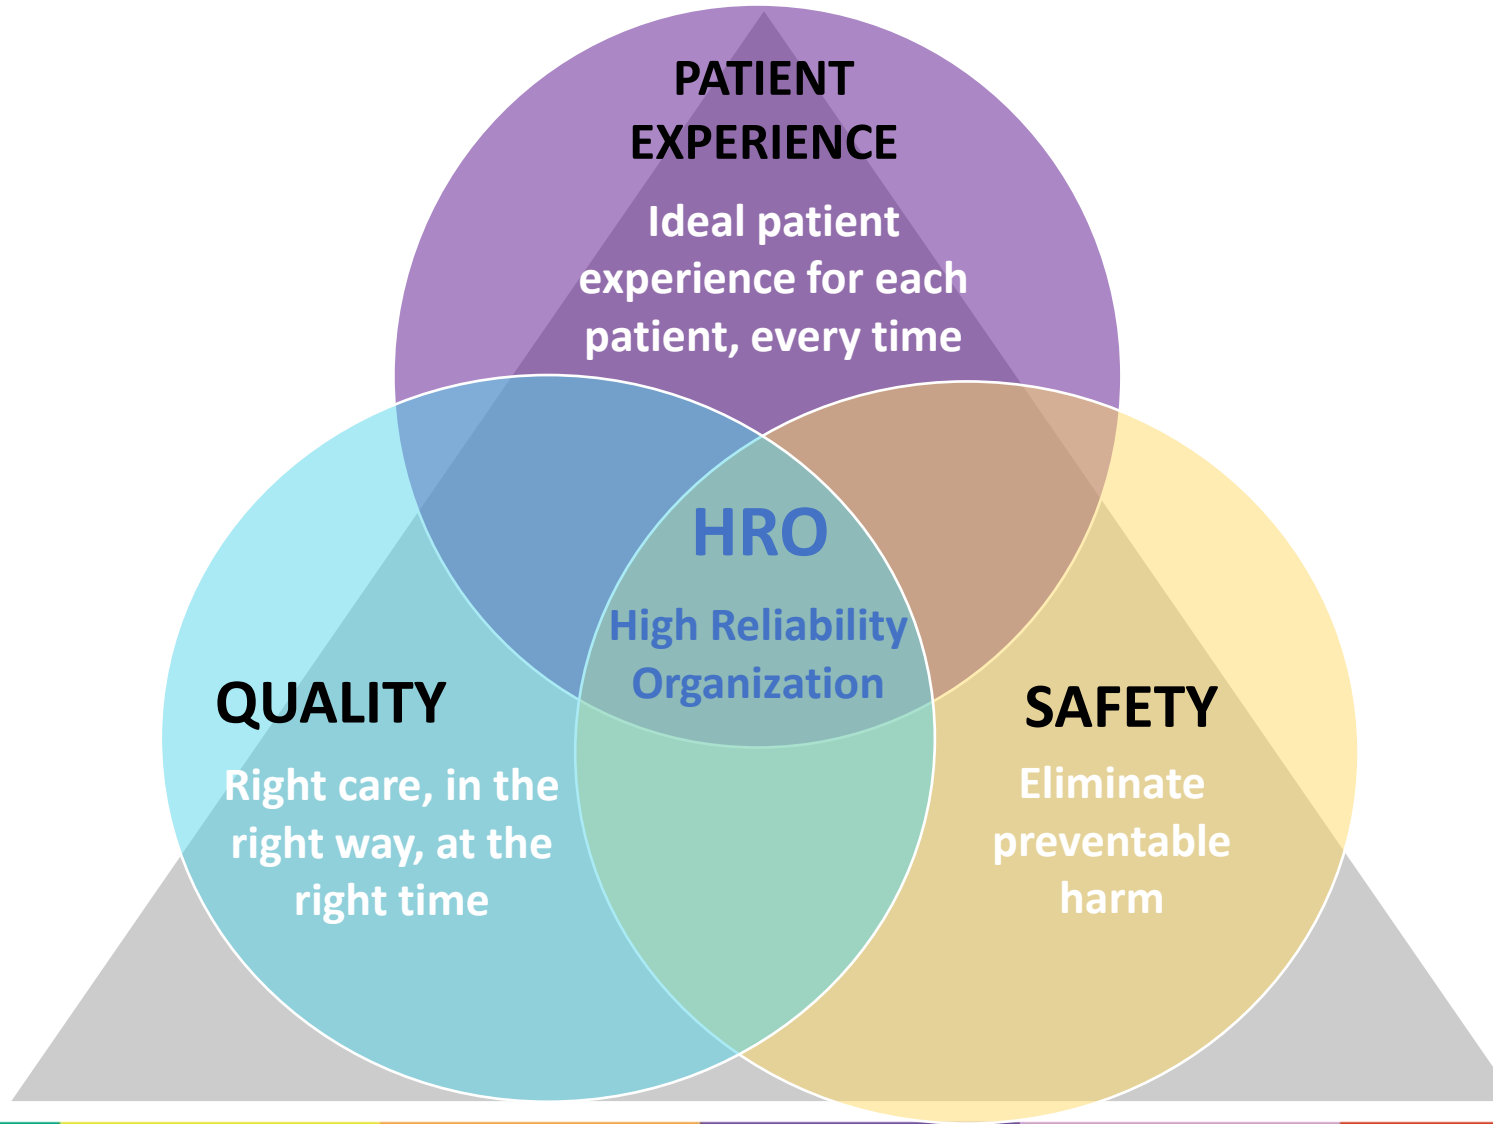 PATIENT
EXPERIENCE
Ideal patient
experience for each
patient, every time
HRO
High Reliability
Organization
QUALITY
Right care, in the
right way, at the
right time
SAFETY
Eliminate
preventable
harm